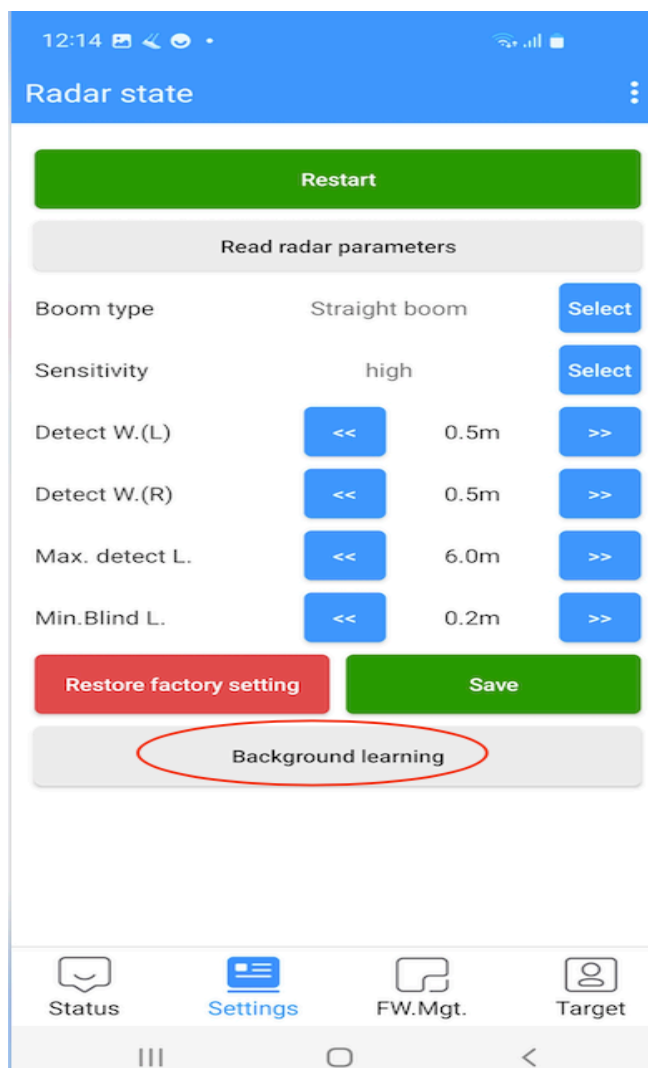 12:14
Radar state
Restart
Read radar parameters
Boom type Straight boom Select
Sensitivity high Select
Detect W.(L) << 0.5m >>
Detect W.(R) << 0.5m >>
Max. detect L. << 6.0m >>
Min.Blind L. << 0.2m >>
Restore factory setting Save
Background learning
Status Settings FW.Mgt. Target